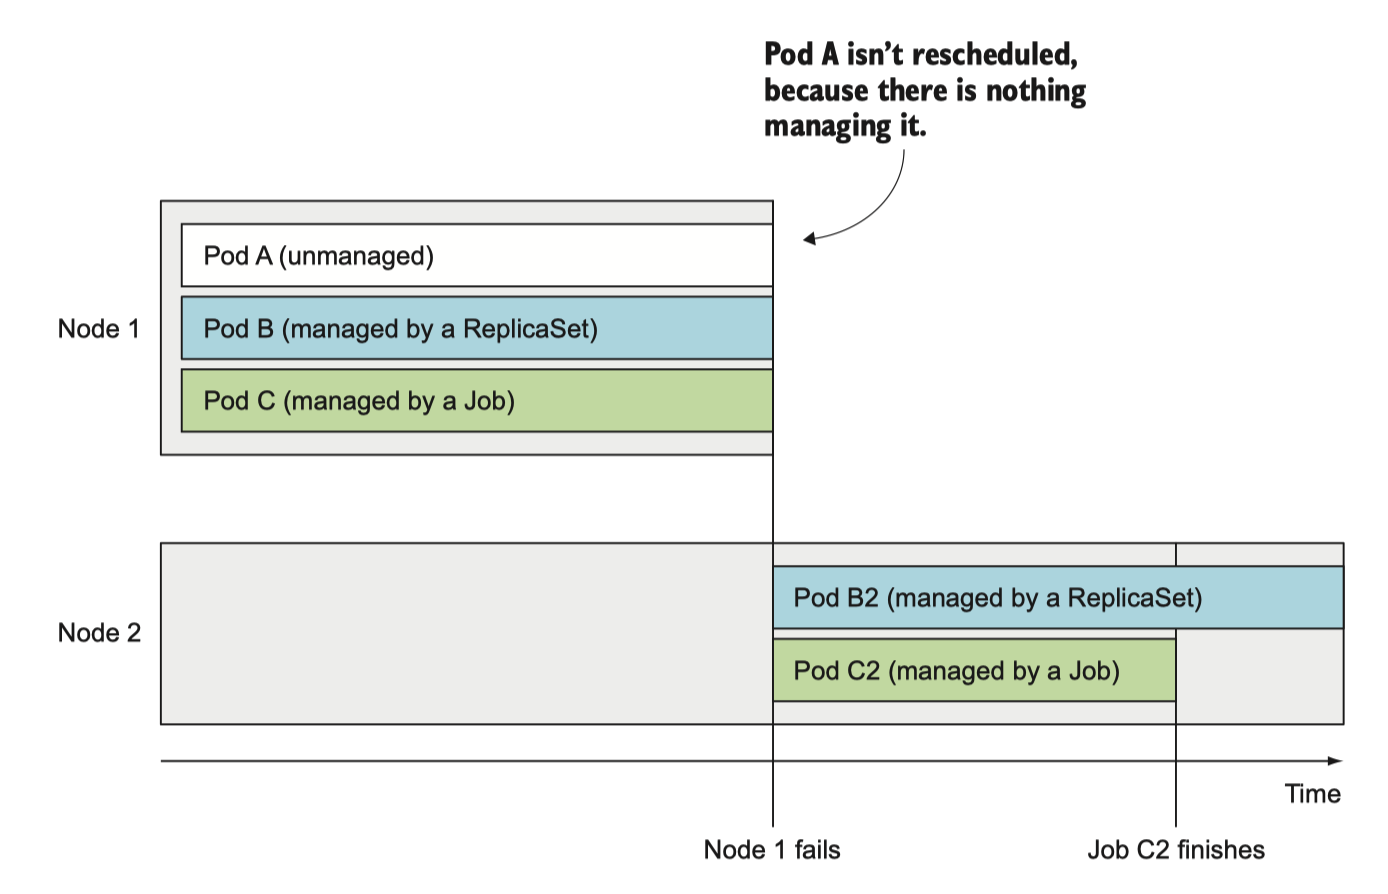 Pod A isn’t rescheduled,
because there is nothing
managing it.
Node 1
Pod A (unmanaged)
Pod B (managed by a ReplicaSet)
Pod C (managed by a Job)
Node 2
Pod B2 (managed by a ReplicaSet)
Pod C2 (managed by a Job)
Time
Node 1 fails
Job C2 finishes